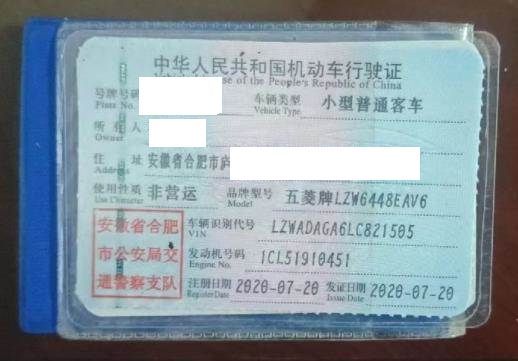 中华人民共和国机动车行驶证
se of the People's Republic of China
号牌号码 车辆类型 小型普通客车
Plate No. Vehicle Type
所有人
Owner
住 址 安徽省合肥市庐
Address
使用性质 非营运 品牌型号 五菱牌LZW6448EAV6
Use Character Model
安徽省合肥市公安局交通警察支队
车辆识别代号 LZWADAGA6LC821505
VIN
发动机号码 1CL51910451
Engine No.
注册日期 2020-07-20 发证日期 2020-07-20
Register Date Issue Date